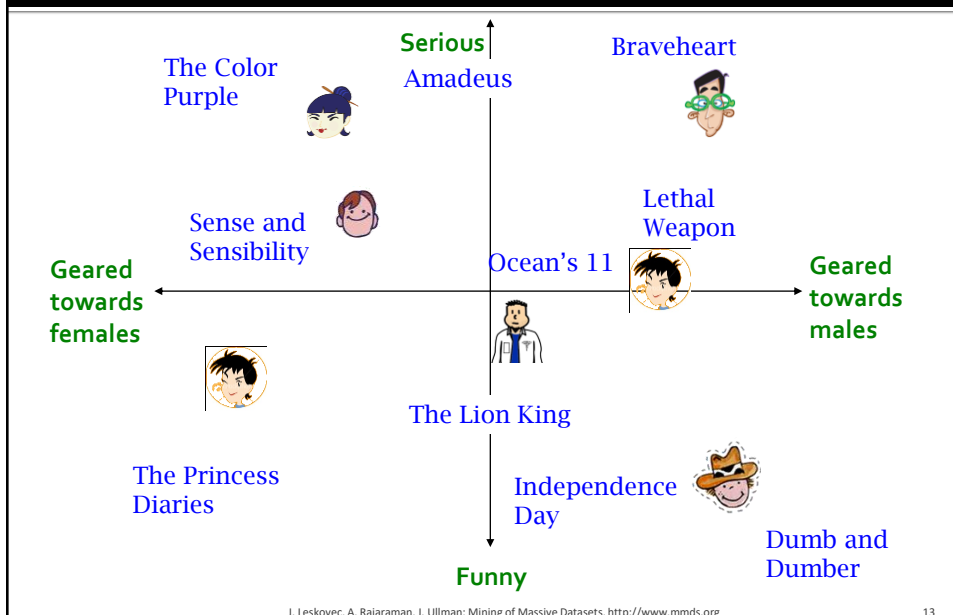 Serious
Braveheart
The Color
Purple
Amadeus
Lethal
Weapon
Sense and
Sensibility
Ocean's 11
Geared
towards
females
Geared
towards
males
The Lion King
The Princess
Diaries
Independence
Day
Dumb and
Dumber
Funny
J. Leskovec, A. Rajaraman, J. Ullman: Mining of Massive Datasets, http://www.mmds.org
13